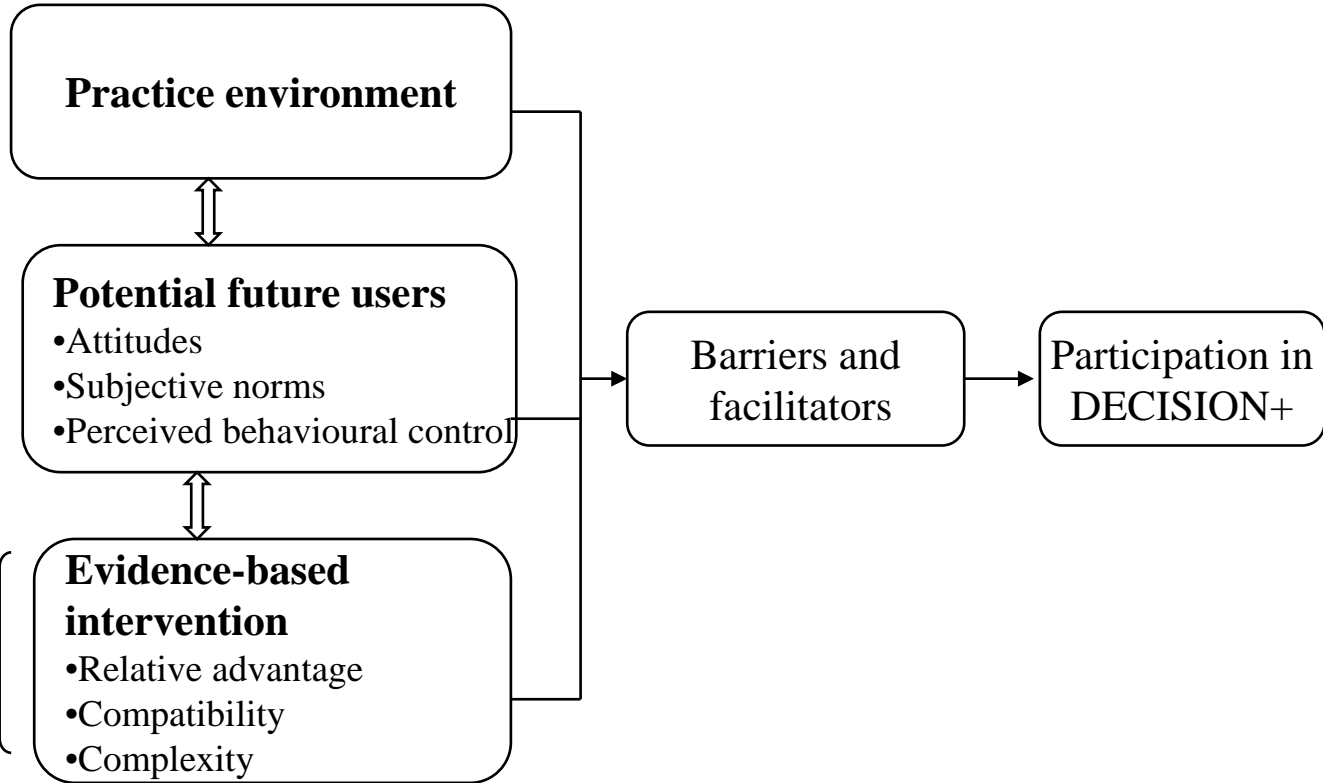 Practice environment
Potential future users
•Attitudes
•Subjective norms
•Perceived behavioural control
Evidence-based
intervention
•Relative advantage
•Compatibility
•Complexity
Barriers and
facilitators
Participation in
DECISION+